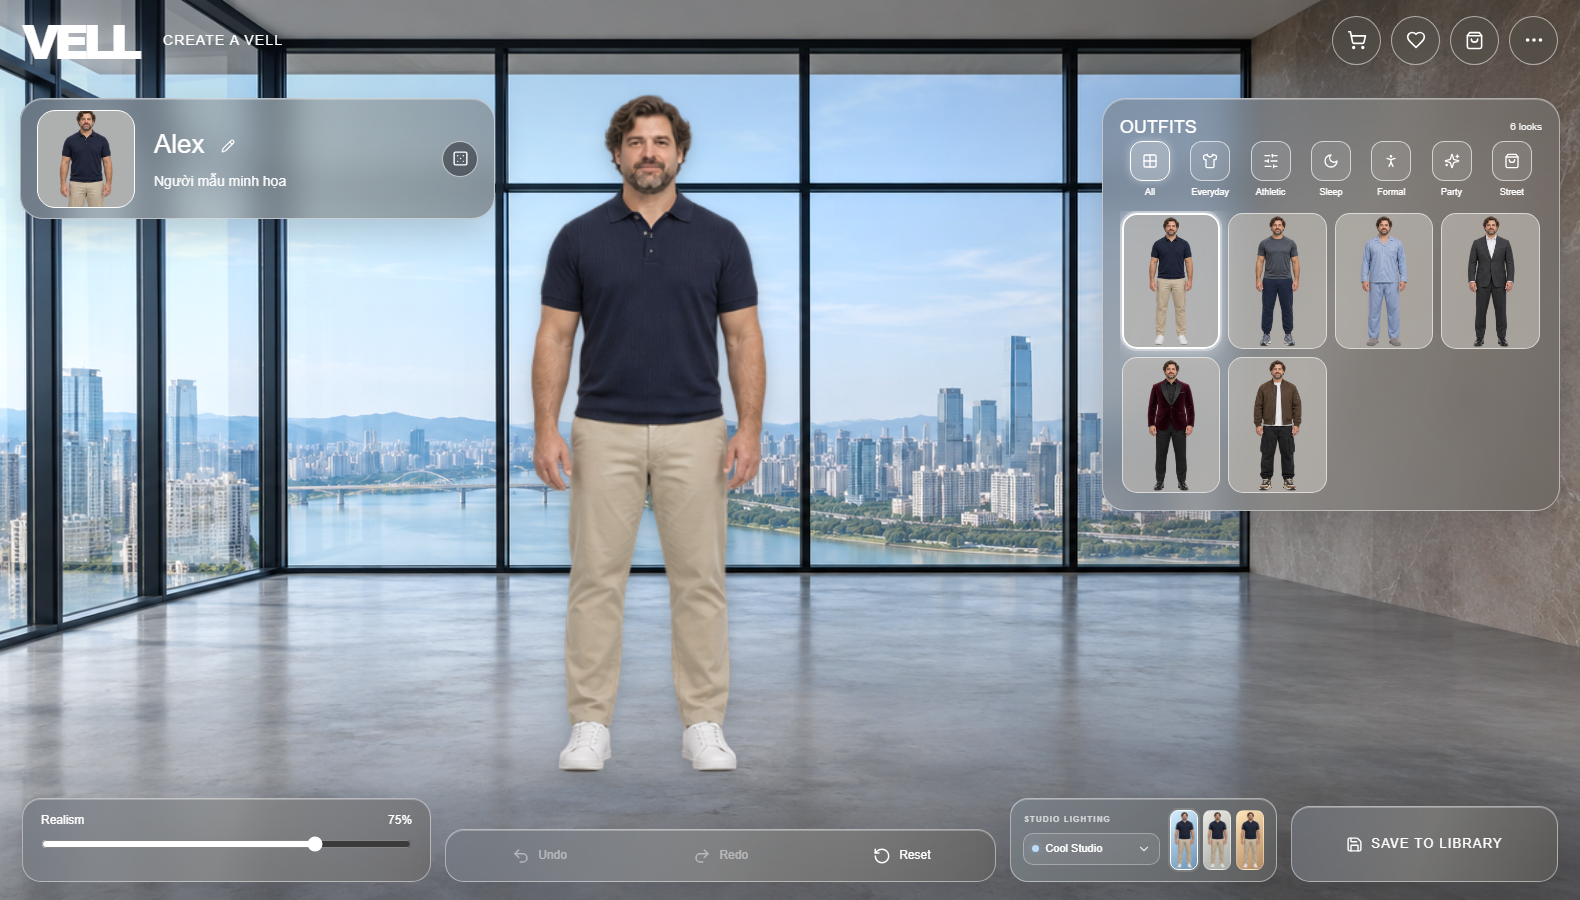 VELL
CREATE A VELL
Alex
Người mẫu minh họa
OUTFITS
6 looks
All
Everyday
Athletic
Sleep
Formal
Party
Street
Realism
75%
Undo
Redo
Reset
STUDIO LIGHTING
Cool Studio
SAVE TO LIBRARY